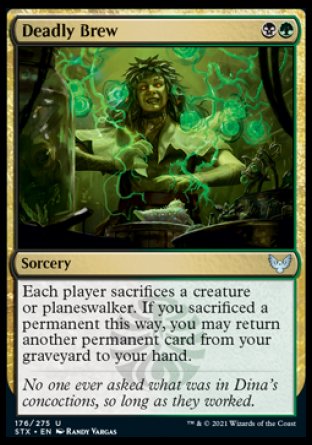 Deadly Brew
Sorcery
Each player sacrifices a creature
or planeswalker. If you sacrificed a
permanent this way, you may return
another permanent card from your
graveyard to your hand.
No one ever asked what was in Dina's
concoctions, so long as they worked.
176/275 U
STX • EN RANDY VARGAS
™ & © 2021 Wizards of the Coast